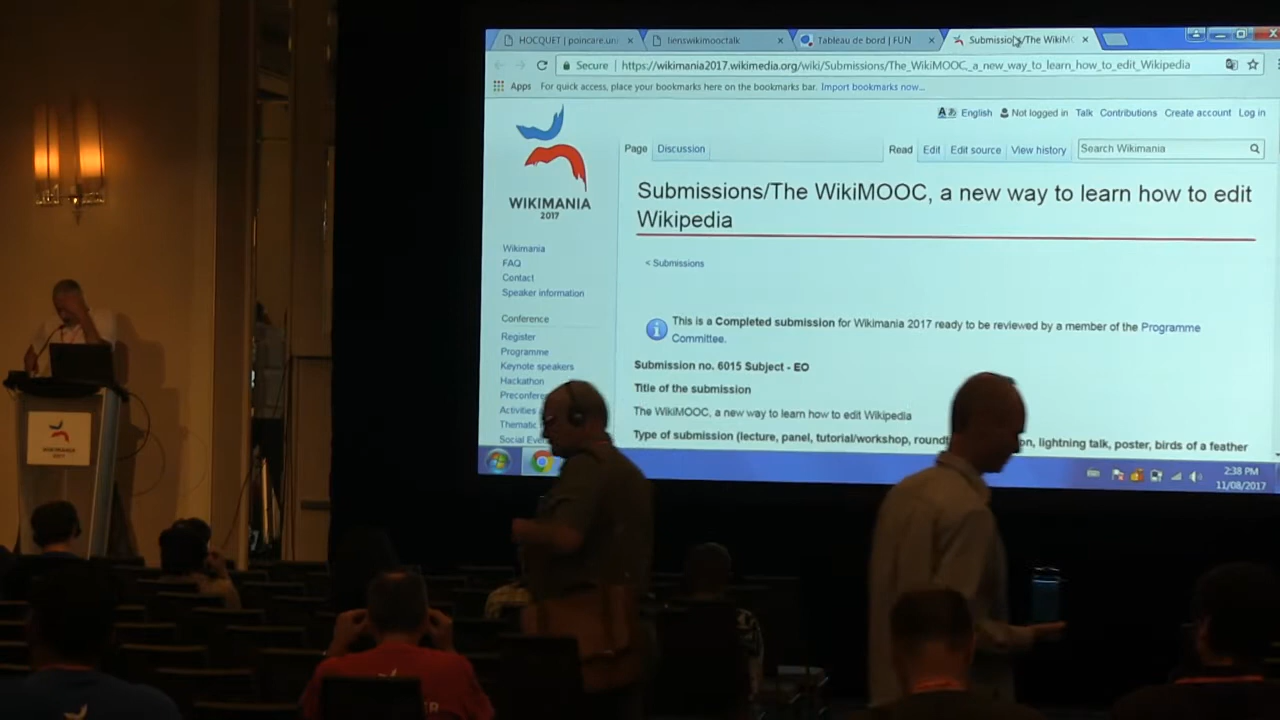 HOCQUET | poincare.uni
lienswikimooctalk
Tableau de bord | FUN
Submissions/The WikiMO
Secure
https://wikimania2017.wikimedia.org/wiki/Submissions/The_WikiMOOC,_a_new_way_to_learn_how_to_edit_Wikipedia
Apps For quick access, place your bookmarks here on the bookmarks bar. Import bookmarks now...
English Not logged in Talk Contributions Create account Log in
Page Discussion Read Edit Edit source View history Search Wikimania
WIKIMANIA
2017
Submissions/The WikiMOOC, a new way to learn how to edit
Wikipedia
Wikimania
FAQ
Contact
Speaker information
Conference
Register
Programme
Keynote speakers
Hackathon
Preconfere
Activities
Thematic
Social Eve
< Submissions
This is a Completed submission for Wikimania 2017 ready to be reviewed by a member of the Programme
Committee.
Submission no. 6015 Subject - EO
Title of the submission
The WikiMOOC, a new way to learn how to edit Wikipedia
Type of submission (lecture, panel, tutorial/workshop, roundt on, lightning talk, poster, birds of a feather
2:38 PM
11/08/2017
WIKIMANIA
2017